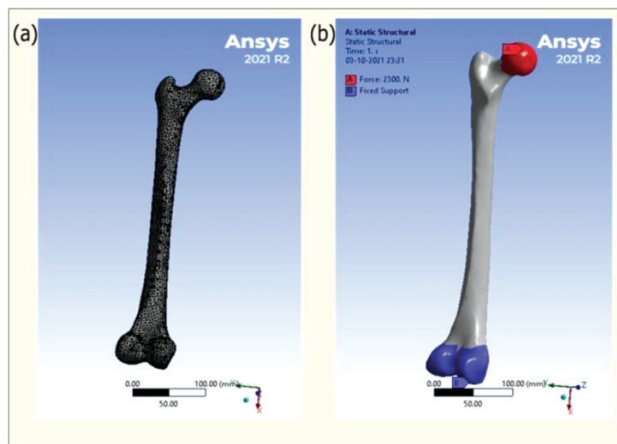 (a)
Ansys
2021 R2
0.00 100.00 (mm)
50.00
X
(b)
A: Static Structural
Static Structural
Time: 1. s
03-10-2021 23:21
A Force: 2300. N
B Fixed Support
Ansys
2021 R2
A
B
0.00 100.00 (mm)
50.00
Y
Z
X